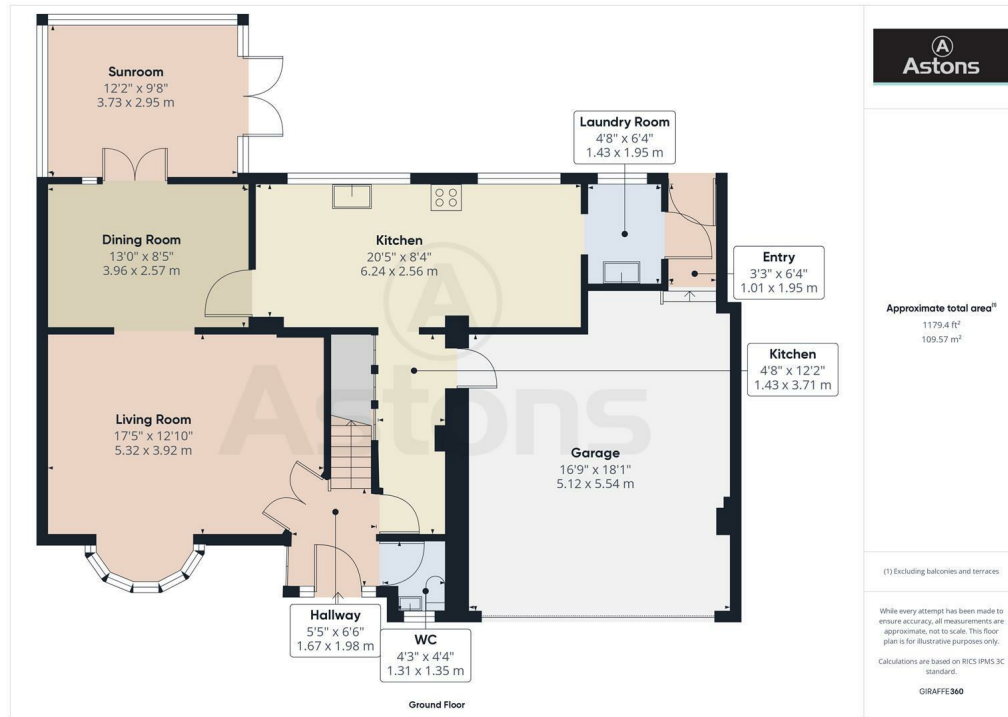 Sunroom
12'2" x 9'8"
3.73 x 2.95 m
Laundry Room
4'8" x 6'4"
1.43 x 1.95 m
Dining Room
13'0" x 8'5"
3.96 x 2.57 m
Kitchen
20'5" x 8'4"
6.24 x 2.56 m
Entry
3'3" x 6'4"
1.01 x 1.95 m
Kitchen
4'8" x 12'2"
1.43 x 3.71 m
Living Room
17'5" x 12'10"
5.32 x 3.92 m
Garage
16'9" x 18'1"
5.12 x 5.54 m
Hallway
5'5" x 6'6"
1.67 x 1.98 m
WC
4'3" x 4'4"
1.31 x 1.35 m
A
Astons
Ground Floor
A
Astons
Approximate total area⁽¹⁾
1179.4 ft²
109.57 m²
(1) Excluding balconies and terraces
While every attempt has been made to
ensure accuracy, all measurements are
approximate, not to scale. This floor
plan is for illustrative purposes only.
Calculations are based on RICS IPMS 3C
standard.
GIRAFFE360